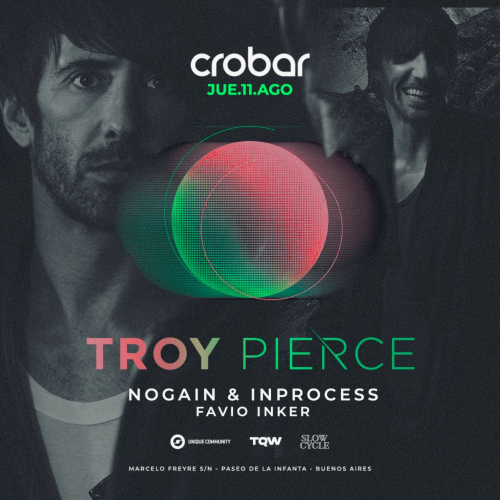 crobar
JUE.11.AGO
TROY PIERCE
NOGAIN & INPROCESS
FAVIO INKER
UNIQUE COMMUNITY TQW SLOW CYCLE
MARCELO FREYRE S/N - PASEO DE LA INFANTA - BUENOS AIRES